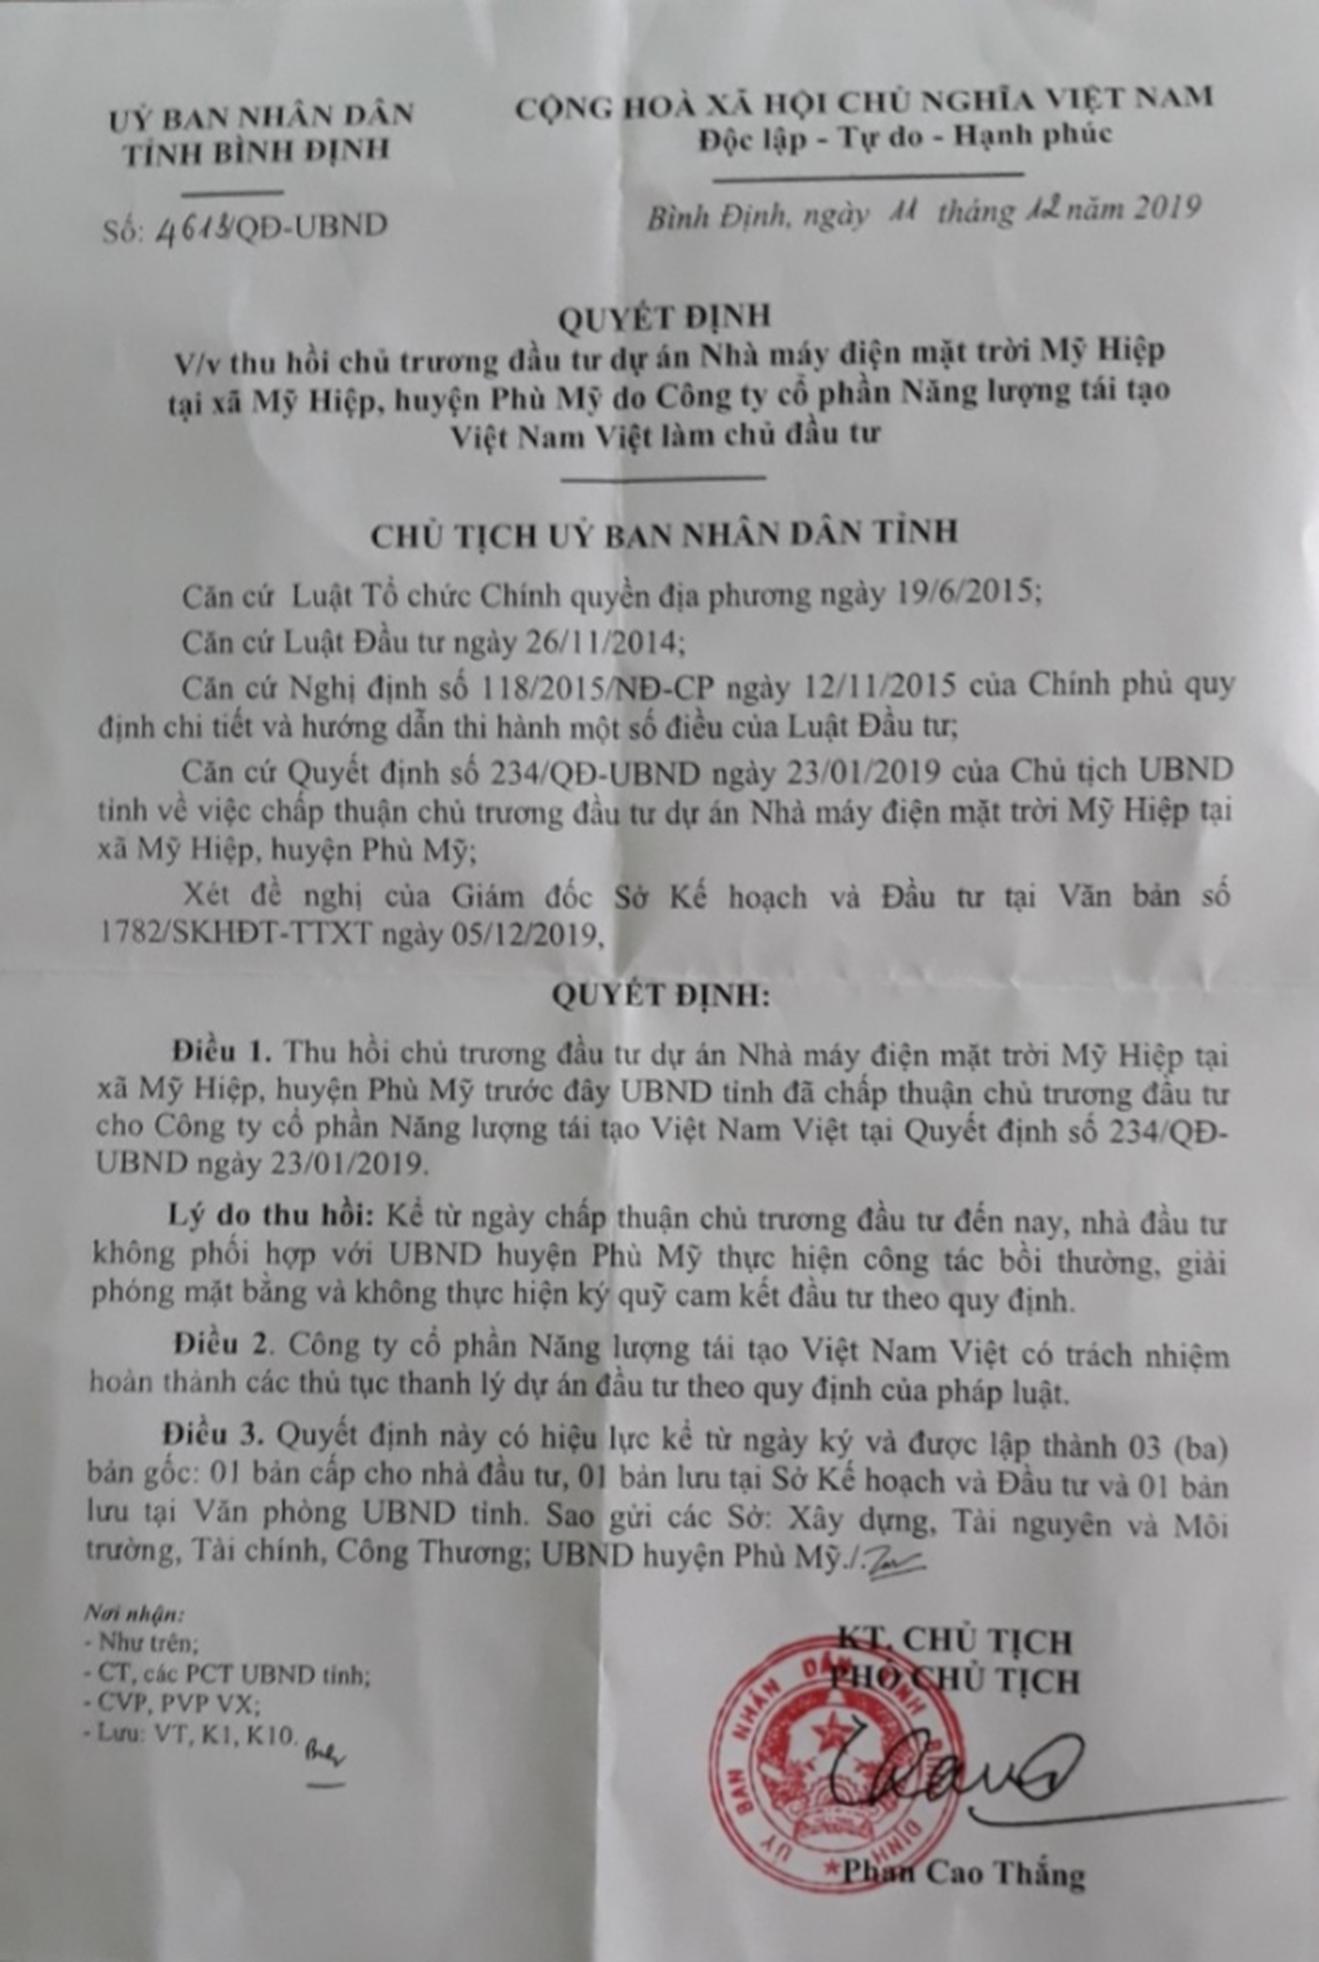 UỶ BAN NHÂN DÂN
TỈNH BÌNH ĐỊNH
CỘNG HOÀ XÃ HỘI CHỦ NGHĨA VIỆT NAM
Độc lập - Tự do - Hạnh phúc
Số: 4613/QĐ-UBND
Bình Định, ngày 11 tháng 12 năm 2019
QUYẾT ĐỊNH
V/v thu hồi chủ trương đầu tư dự án Nhà máy điện mặt trời Mỹ Hiệp
tại xã Mỹ Hiệp, huyện Phù Mỹ do Công ty cổ phần Năng lượng tái tạo
Việt Nam Việt làm chủ đầu tư
CHỦ TỊCH UỶ BAN NHÂN DÂN TỈNH
Căn cứ Luật Tổ chức Chính quyền địa phương ngày 19/6/2015;
Căn cứ Luật Đầu tư ngày 26/11/2014;
Căn cứ Nghị định số 118/2015/NĐ-CP ngày 12/11/2015 của Chính phủ quy
định chi tiết và hướng dẫn thi hành một số điều của Luật Đầu tư;
Căn cứ Quyết định số 234/QĐ-UBND ngày 23/01/2019 của Chủ tịch UBND
tỉnh về việc chấp thuận chủ trương đầu tư dự án Nhà máy điện mặt trời Mỹ Hiệp tại
xã Mỹ Hiệp, huyện Phù Mỹ;
Xét đề nghị của Giám đốc Sở Kế hoạch và Đầu tư tại Văn bản số
1782/SKHĐT-TTXT ngày 05/12/2019,
QUYẾT ĐỊNH:
Điều 1. Thu hồi chủ trương đầu tư dự án Nhà máy điện mặt trời Mỹ Hiệp tại
xã Mỹ Hiệp, huyện Phù Mỹ trước đây UBND tỉnh đã chấp thuận chủ trương đầu tư
cho Công ty cổ phần Năng lượng tái tạo Việt Nam Việt tại Quyết định số 234/QĐ-
UBND ngày 23/01/2019.
Lý do thu hồi: Kể từ ngày chấp thuận chủ trương đầu tư đến nay, nhà đầu tư
không phối hợp với UBND huyện Phù Mỹ thực hiện công tác bồi thường, giải
phóng mặt bằng và không thực hiện ký quỹ cam kết đầu tư theo quy định.
Điều 2. Công ty cổ phần Năng lượng tái tạo Việt Nam Việt có trách nhiệm
hoàn thành các thủ tục thanh lý dự án đầu tư theo quy định của pháp luật.
Điều 3. Quyết định này có hiệu lực kể từ ngày ký và được lập thành 03 (ba)
bản gốc: 01 bản cấp cho nhà đầu tư, 01 bản lưu tại Sở Kế hoạch và Đầu tư và 01 bản
lưu tại Văn phòng UBND tỉnh. Sao gửi các Sở: Xây dựng, Tài nguyên và Môi
trường, Tài chính, Công Thương; UBND huyện Phù Mỹ./.
Nơi nhận:
- Như trên;
- CT, các PCT UBND tỉnh;
- CVP, PVP VX;
- Lưu: VT, K1, K10.
KT. CHỦ TỊCH
PHÓ CHỦ TỊCH
ỦY BAN NHÂN DÂN TỈNH BÌNH ĐỊNH
Phan Cao Thắng